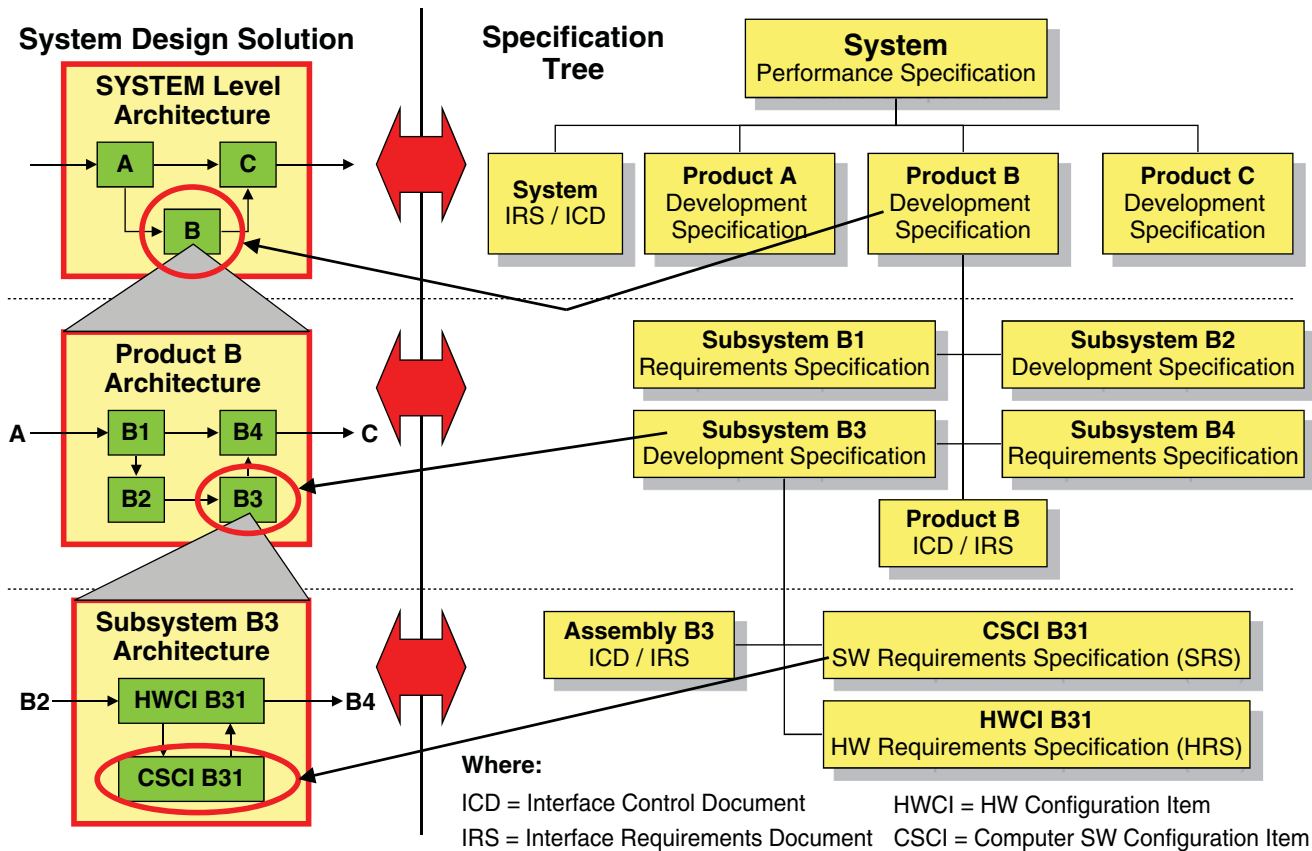 System Design Solution
Specification
Tree
SYSTEM Level
Architecture
A
C
B
System
Performance Specification
System
IRS / ICD
Product A
Development
Specification
Product B
Development
Specification
Product C
Development
Specification
Product B
Architecture
A
B1
B4
C
B2
B3
Subsystem B1
Requirements Specification
Subsystem B2
Development Specification
Subsystem B3
Development Specification
Subsystem B4
Requirements Specification
Product B
ICD / IRS
Subsystem B3
Architecture
B2
HWCI B31
B4
CSCI B31
Assembly B3
ICD / IRS
CSCI B31
SW Requirements Specification (SRS)
HWCI B31
HW Requirements Specification (HRS)
Where:
ICD = Interface Control Document
HWCI = HW Configuration Item
IRS = Interface Requirements Document
CSCI = Computer SW Configuration Item